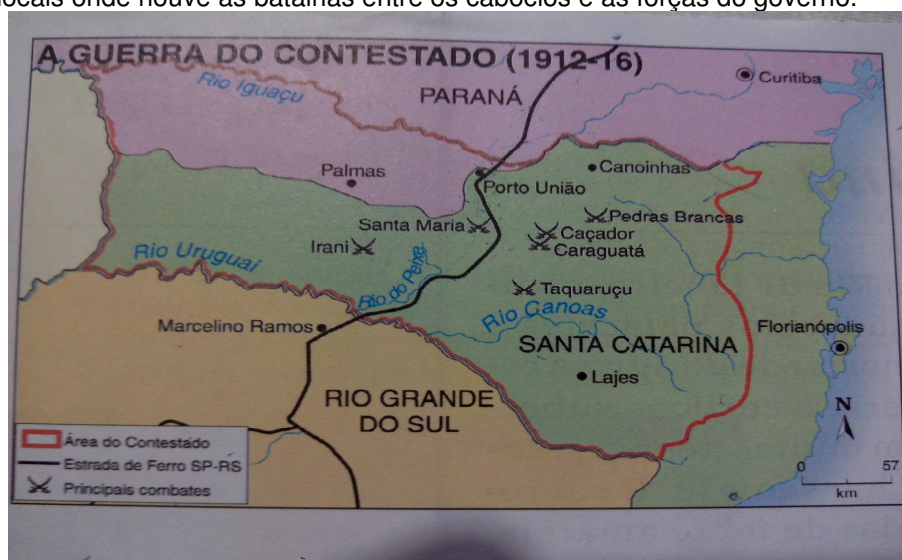 locais onde houve as batalhas entre os caboclos e as forças do governo.
A GUERRA DO CONTESTADO (1912-16)
Rio Iguaçu
PARANÁ
Curitiba
Palmas
Canoinhas
Porto União
Santa Maria
Pedras Brancas
Irani
Caçador
Caraguatá
Rio Uruguai
Rio do Peixe
Taquaruçu
Rio Canoas
Marcelino Ramos
Florianópolis
SANTA CATARINA
Lajes
RIO GRANDE
DO SUL
N
Área do Contestado
Estrada de Ferro SP-RS
Principais combates
0 57
km